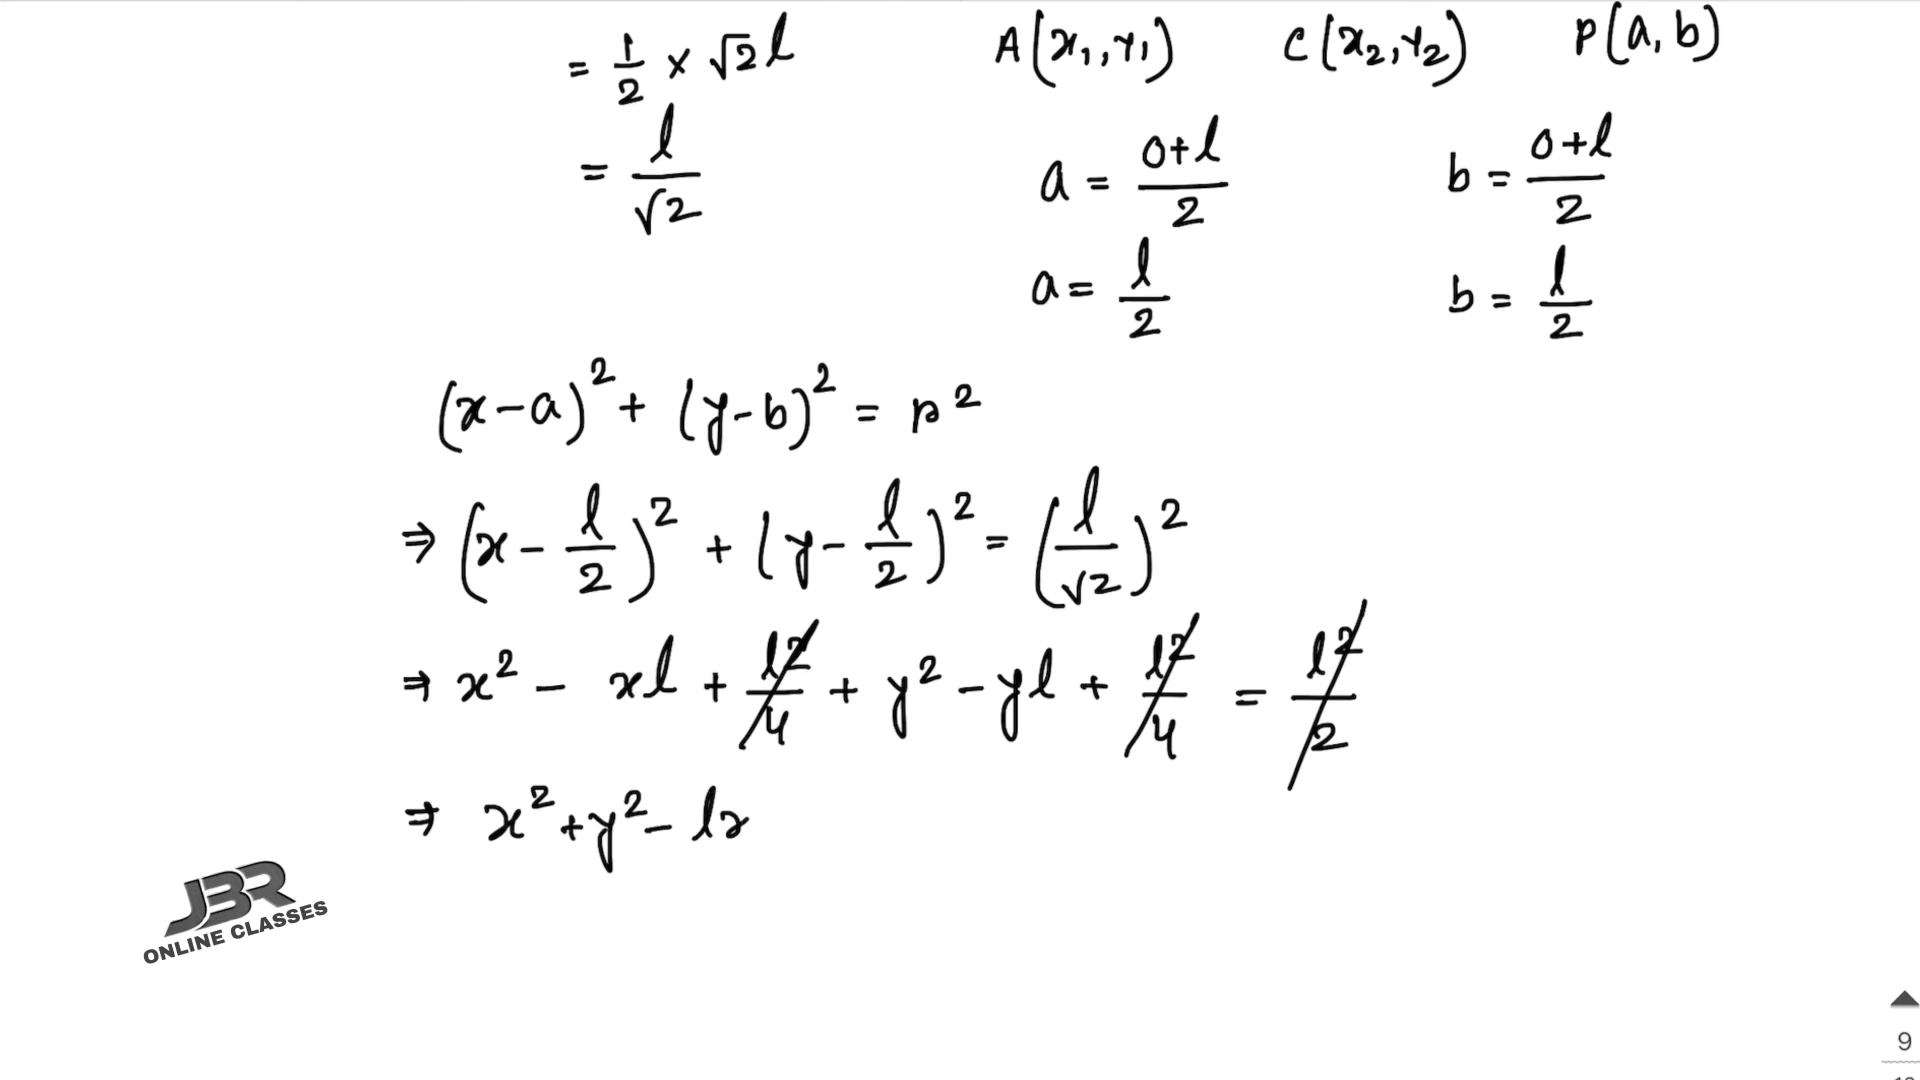 = 1/2 × √2 l
A(x₁, Y₁) C(x₂, Y₂) P(a, b)
= l/√2
a = 0+l/2 b = 0+l/2
a = l/2 b = l/2
(x-a)² + (y-b)² = r²
⇒ (x - l/2)² + (y - l/2)² = (l/√2)²
⇒ x² - xl + l²/4 + y² - yl + l²/4 = l²/2
⇒ x² + y² - lx
JBR
ONLINE CLASSES
9